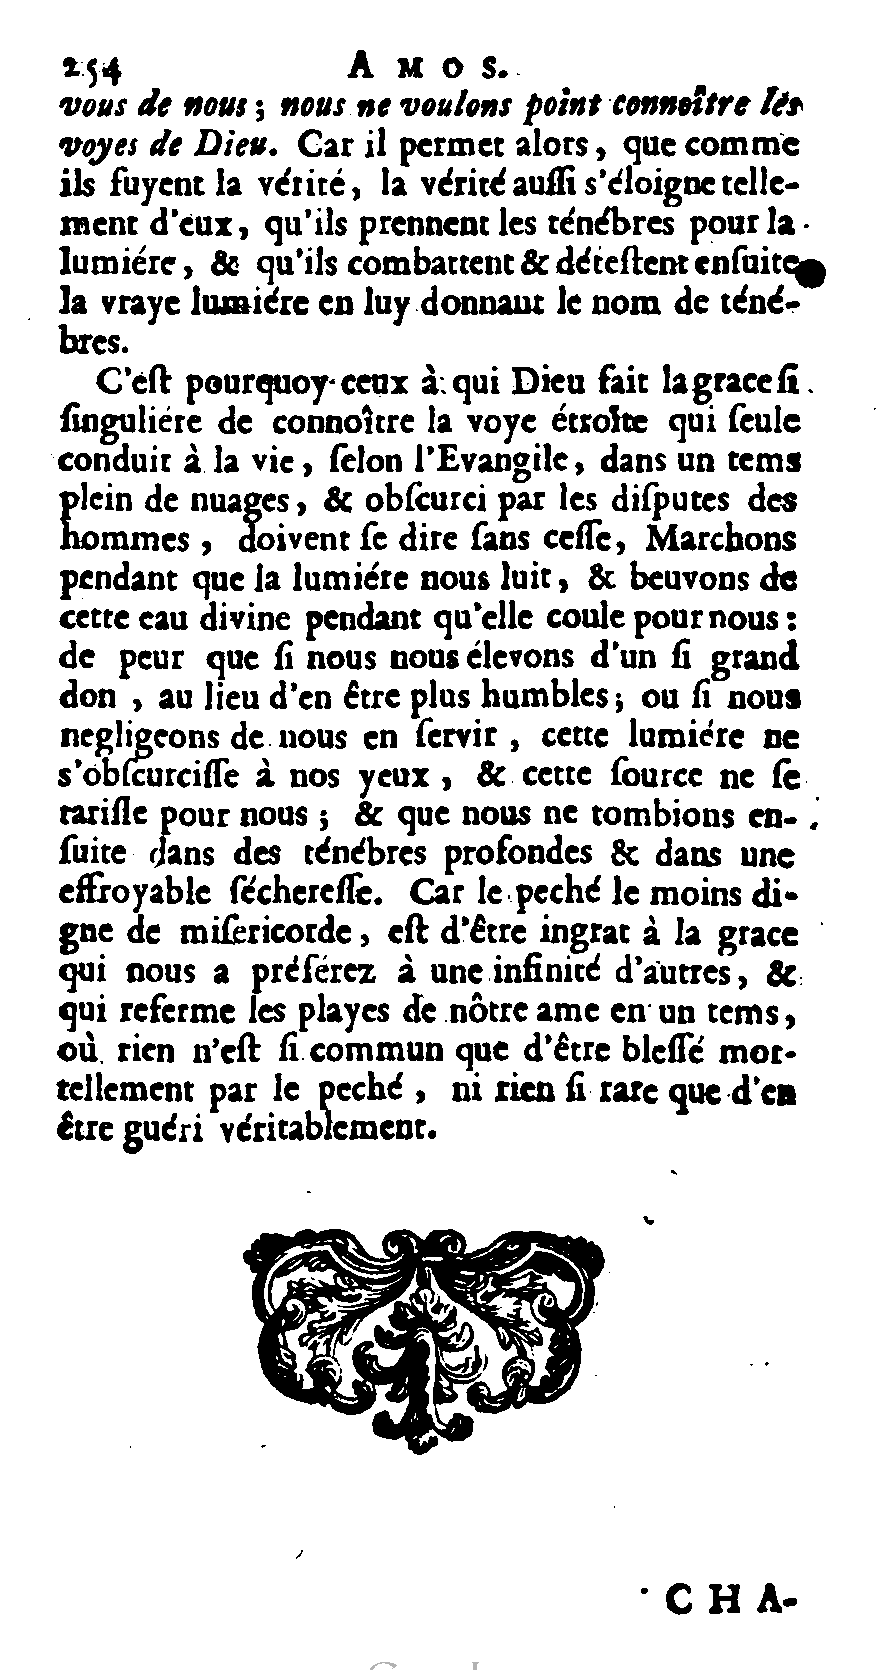 254 AMOS.
vous de nous ; nous ne voulons point connoître les
voyes de Dieu. Car il permet alors, que comme
ils fuyent la vérité, la vérité auſſi s'éloigne telle-
ment d'eux, qu'ils prennent les ténébres pour la
lumiére, & qu'ils combattent & déteſtent enſuite
la vraye lumiére en luy donnant le nom de téné-
bres.
C'eſt pourquoy ceux à qui Dieu fait la grace ſi
ſinguliére de connoître la voye étroite qui ſeule
conduit à la vie, ſelon l'Evangile, dans un tems
plein de nuages, & obſcurci par les diſputes des
hommes, doivent ſe dire ſans ceſſe, Marchons
pendant que la lumiére nous luit, & beuvons de
cette eau divine pendant qu'elle coule pour nous :
de peur que ſi nous nous élevons d'un ſi grand
don, au lieu d'en être plus humbles ; ou ſi nous
negligeons de nous en ſervir, cette lumiére ne
s'obſcurciſſe à nos yeux, & cette ſource ne ſe
tariſſe pour nous ; & que nous ne tombions en-
ſuite dans des ténébres profondes & dans une
effroyable ſéchereſſe. Car le peché le moins di-
gne de miſericorde, eſt d'être ingrat à la grace
qui nous a préférez à une infinité d'autres, &
qui referme les playes de nôtre ame en un tems,
où rien n'eſt ſi commun que d'être bleſſé mor-
tellement par le peché, ni rien ſi rare que d'en
être guéri véritablement.
CHA-